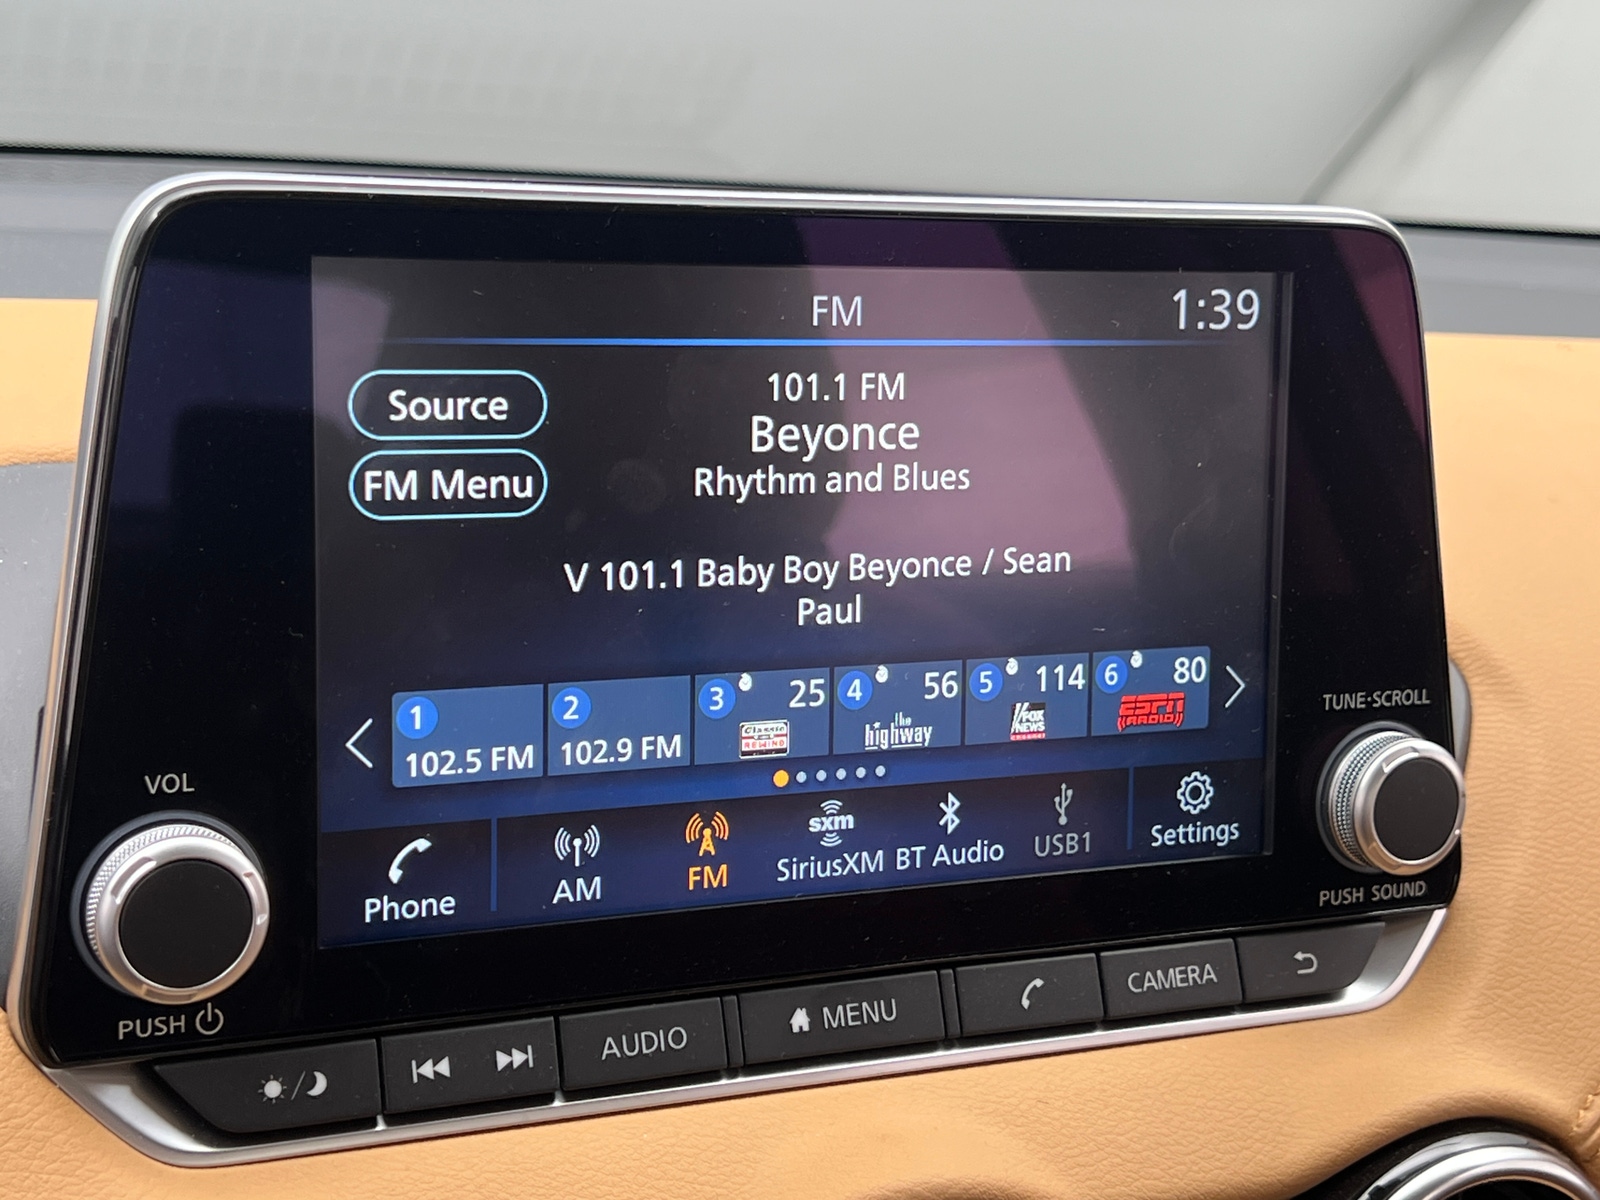 FM
1:39
Source
101.1 FM
Beyonce
FM Menu
Rhythm and Blues
V 101.1 Baby Boy Beyonce / Sean
Paul
1
102.5 FM
2
102.9 FM
3 25
Classic
REWIND
4 56
the
highway
5 114
FOX
NEWS
6 80
ESPN
RADIO
Phone
AM
FM
sxm
SiriusXM
BT Audio
USB1
Settings
VOL
PUSH
TUNE·SCROLL
PUSH SOUND
AUDIO
MENU
CAMERA